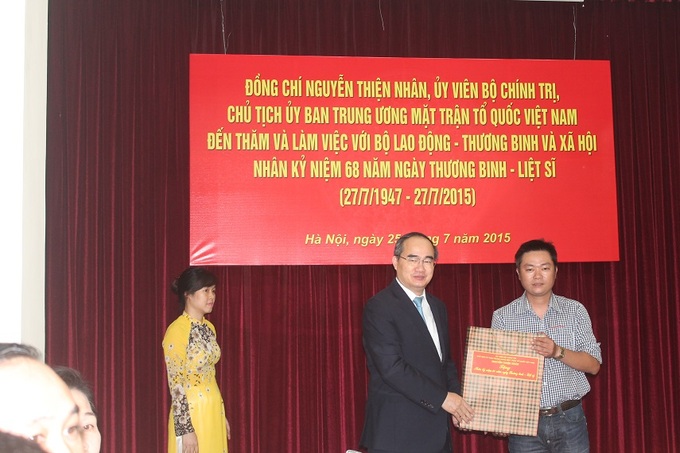 ĐỒNG CHÍ NGUYỄN THIỆN NHÂN, ỦY VIÊN BỘ CHÍNH TRỊ,
CHỦ TỊCH ỦY BAN TRUNG ƯƠNG MẶT TRẬN TỔ QUỐC VIỆT NAM
ĐẾN THĂM VÀ LÀM VIỆC VỚI BỘ LAO ĐỘNG - THƯƠNG BINH VÀ XÃ HỘI
NHÂN KỶ NIỆM 68 NĂM NGÀY THƯƠNG BINH - LIỆT SĨ
(27/7/1947 - 27/7/2015)
Hà Nội, ngày 25 g 7 năm 2015